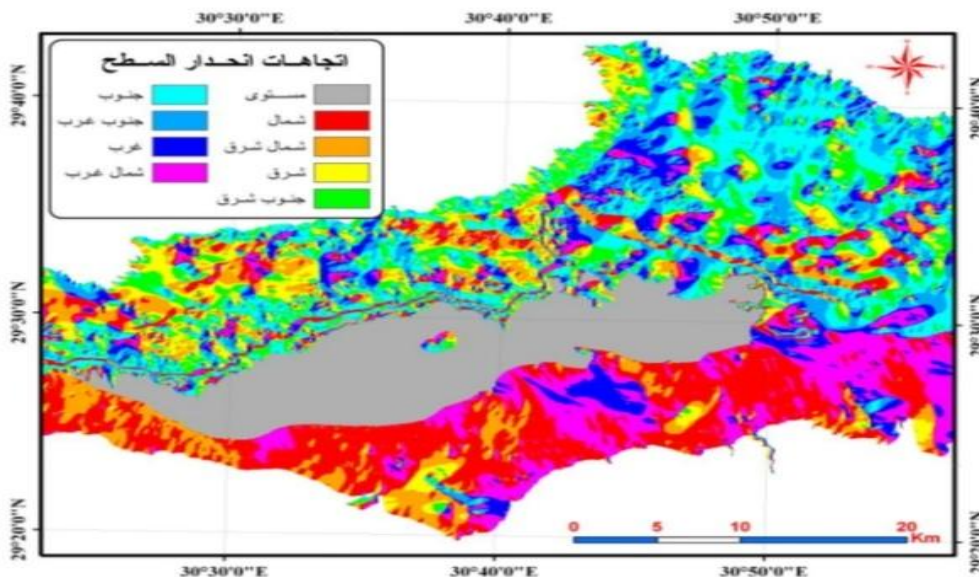 30°30'0"E 30°40'0"E 30°50'0"E
اتجاهات انحدار السطح
مستوى جنوب
شمال جنوب غرب
شمال شرق غرب
شرق شمال غرب
جنوب شرق
29°40'0"N
29°30'0"N
29°20'0"N
0 5 10 20
Km
30°30'0"E 30°40'0"E 30°50'0"E